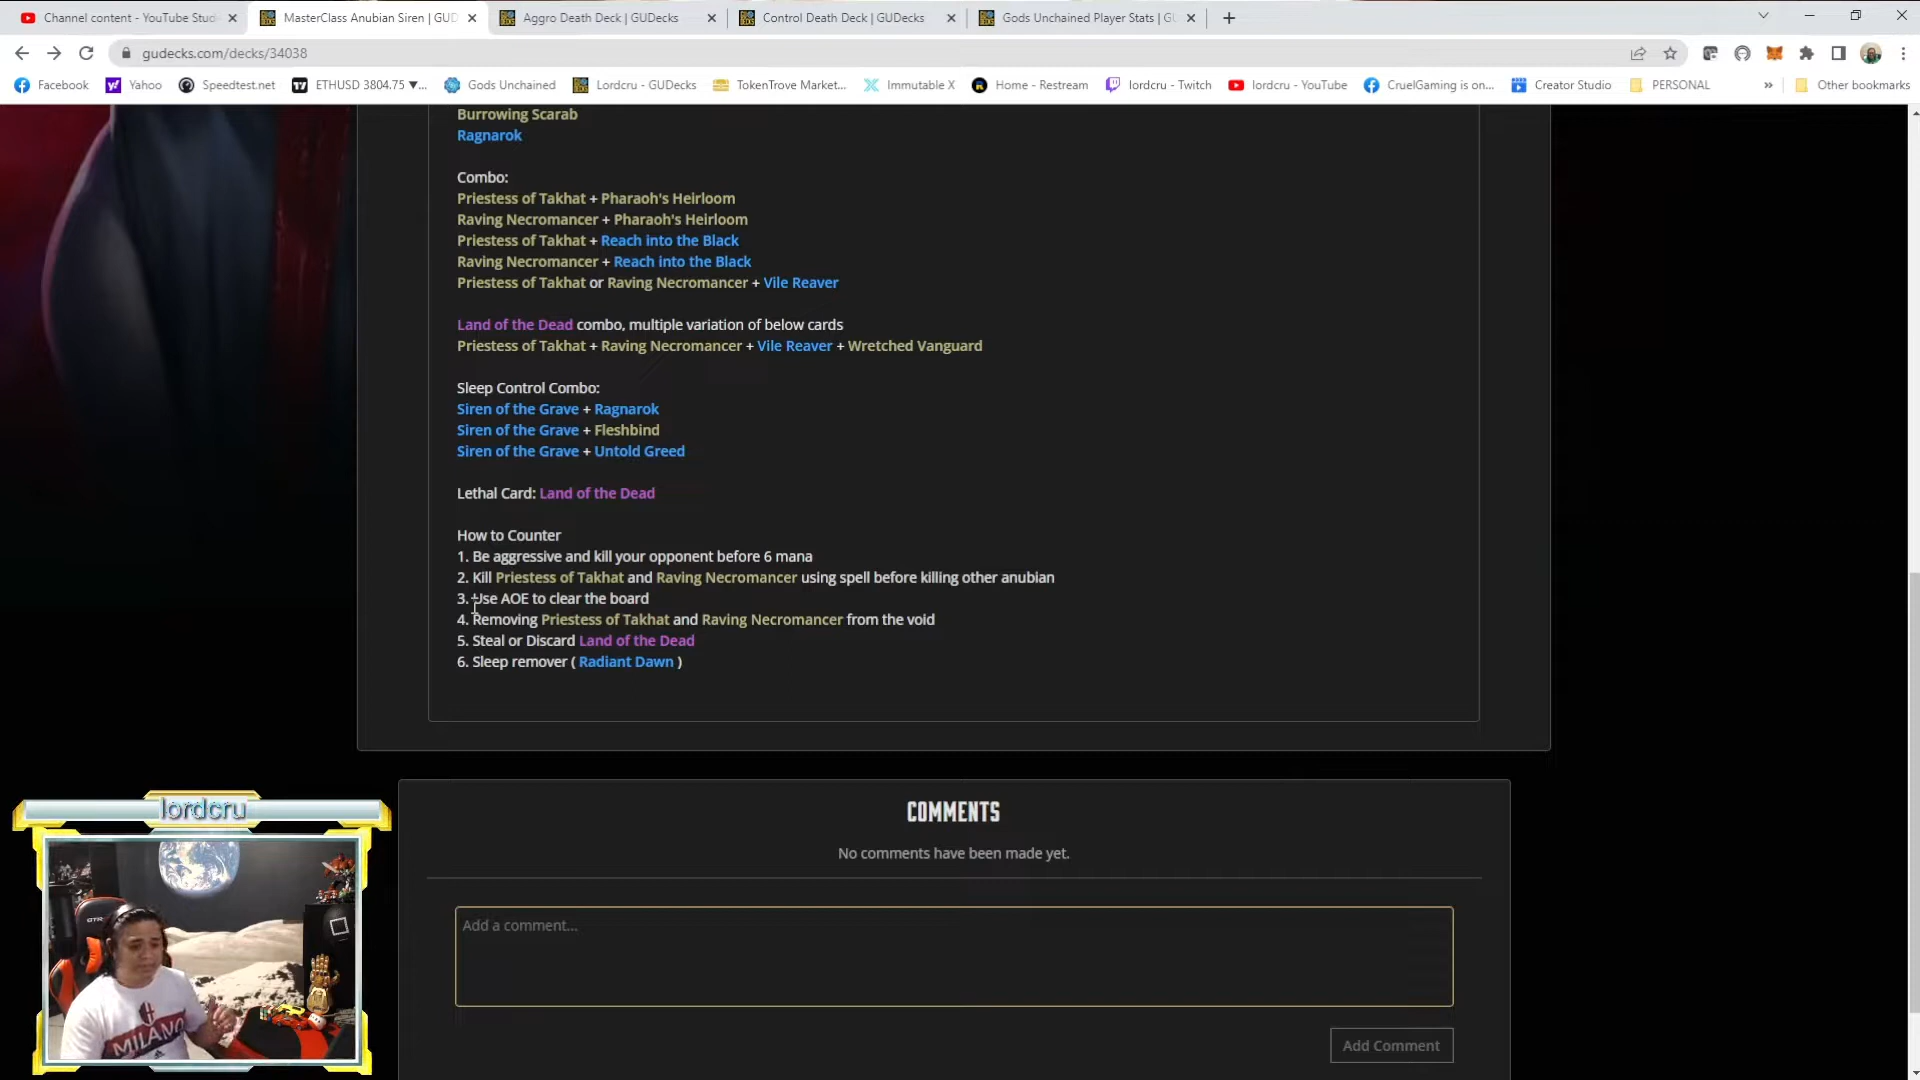 Channel content - YouTube Stud
MasterClass Anubian Siren | GUD
Aggro Death Deck | GUDecks
Control Death Deck | GUDecks
Gods Unchained Player Stats | GU
gudecks.com/decks/34038
Facebook
Yahoo
Speedtest.net
ETHUSD 3804.75 ▼...
Gods Unchained
Lordcru - GUDecks
TokenTrove Market...
Immutable X
Home - Restream
lordcru - Twitch
lordcru - YouTube
CruelGaming is on...
Creator Studio
PERSONAL
»
Other bookmarks
Burrowing Scarab
Ragnarok
Combo:
Priestess of Takhat + Pharaoh's Heirloom
Raving Necromancer + Pharaoh's Heirloom
Priestess of Takhat + Reach into the Black
Raving Necromancer + Reach into the Black
Priestess of Takhat or Raving Necromancer + Vile Reaver
Land of the Dead combo, multiple variation of below cards
Priestess of Takhat + Raving Necromancer + Vile Reaver + Wretched Vanguard
Sleep Control Combo:
Siren of the Grave + Ragnarok
Siren of the Grave + Fleshbind
Siren of the Grave + Untold Greed
Lethal Card: Land of the Dead
How to Counter
1. Be aggressive and kill your opponent before 6 mana
2. Kill Priestess of Takhat and Raving Necromancer using spell before killing other anubian
3. Use AOE to clear the board
4. Removing Priestess of Takhat and Raving Necromancer from the void
5. Steal or Discard Land of the Dead
6. Sleep remover ( Radiant Dawn )
COMMENTS
No comments have been made yet.
Add a comment...
Add Comment
lordcru
GTR
MILANO